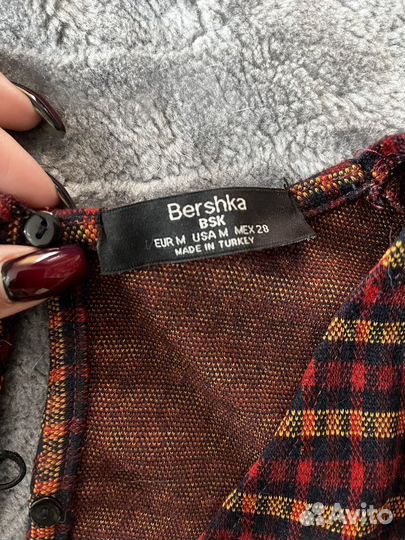 Bershka
BSK
EUR M USA M MEX 28
MADE IN TURKEY
Avito